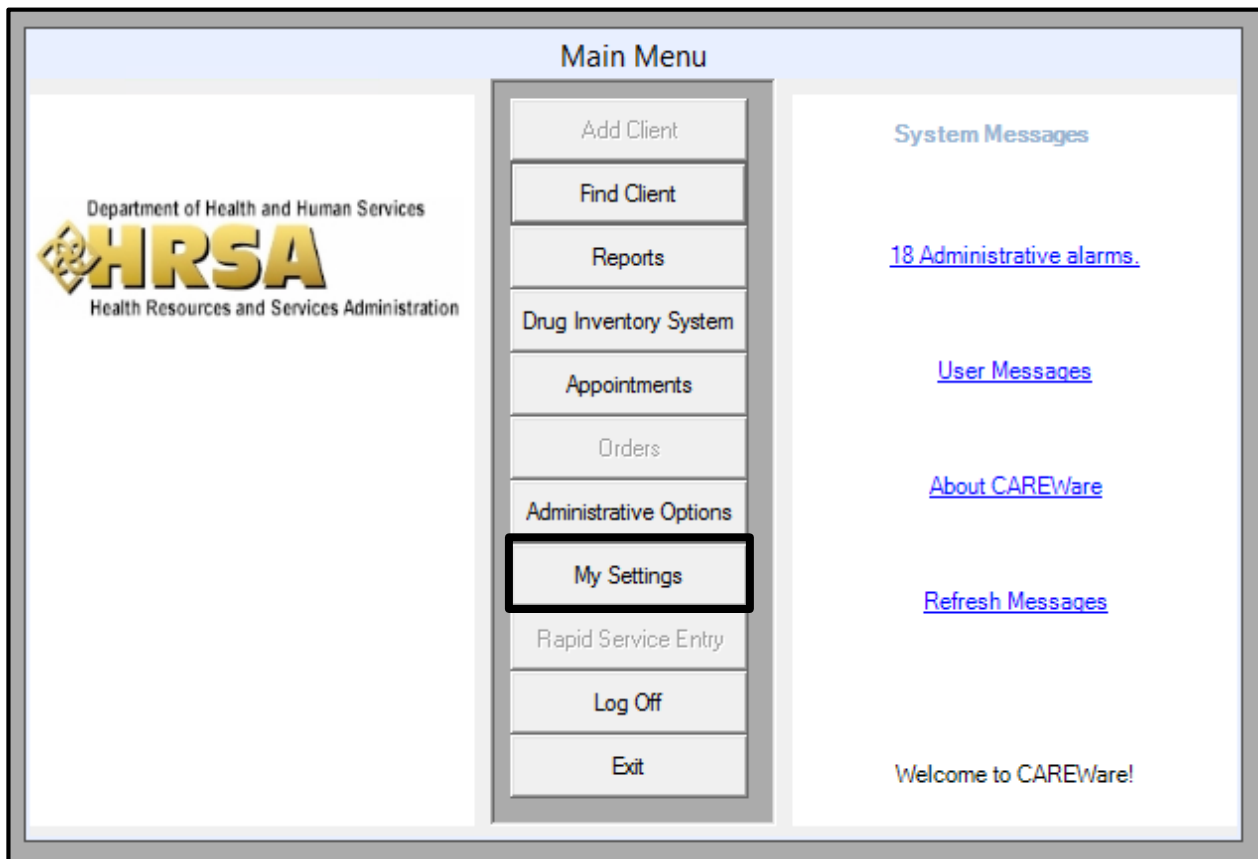 Main Menu
Department of Health and Human Services
HRSA
Health Resources and Services Administration
Add Client
Find Client
Reports
Drug Inventory System
Appointments
Orders
Administrative Options
My Settings
Rapid Service Entry
Log Off
Exit
System Messages
18 Administrative alarms.
User Messages
About CAREWare
Refresh Messages
Welcome to CAREWare!